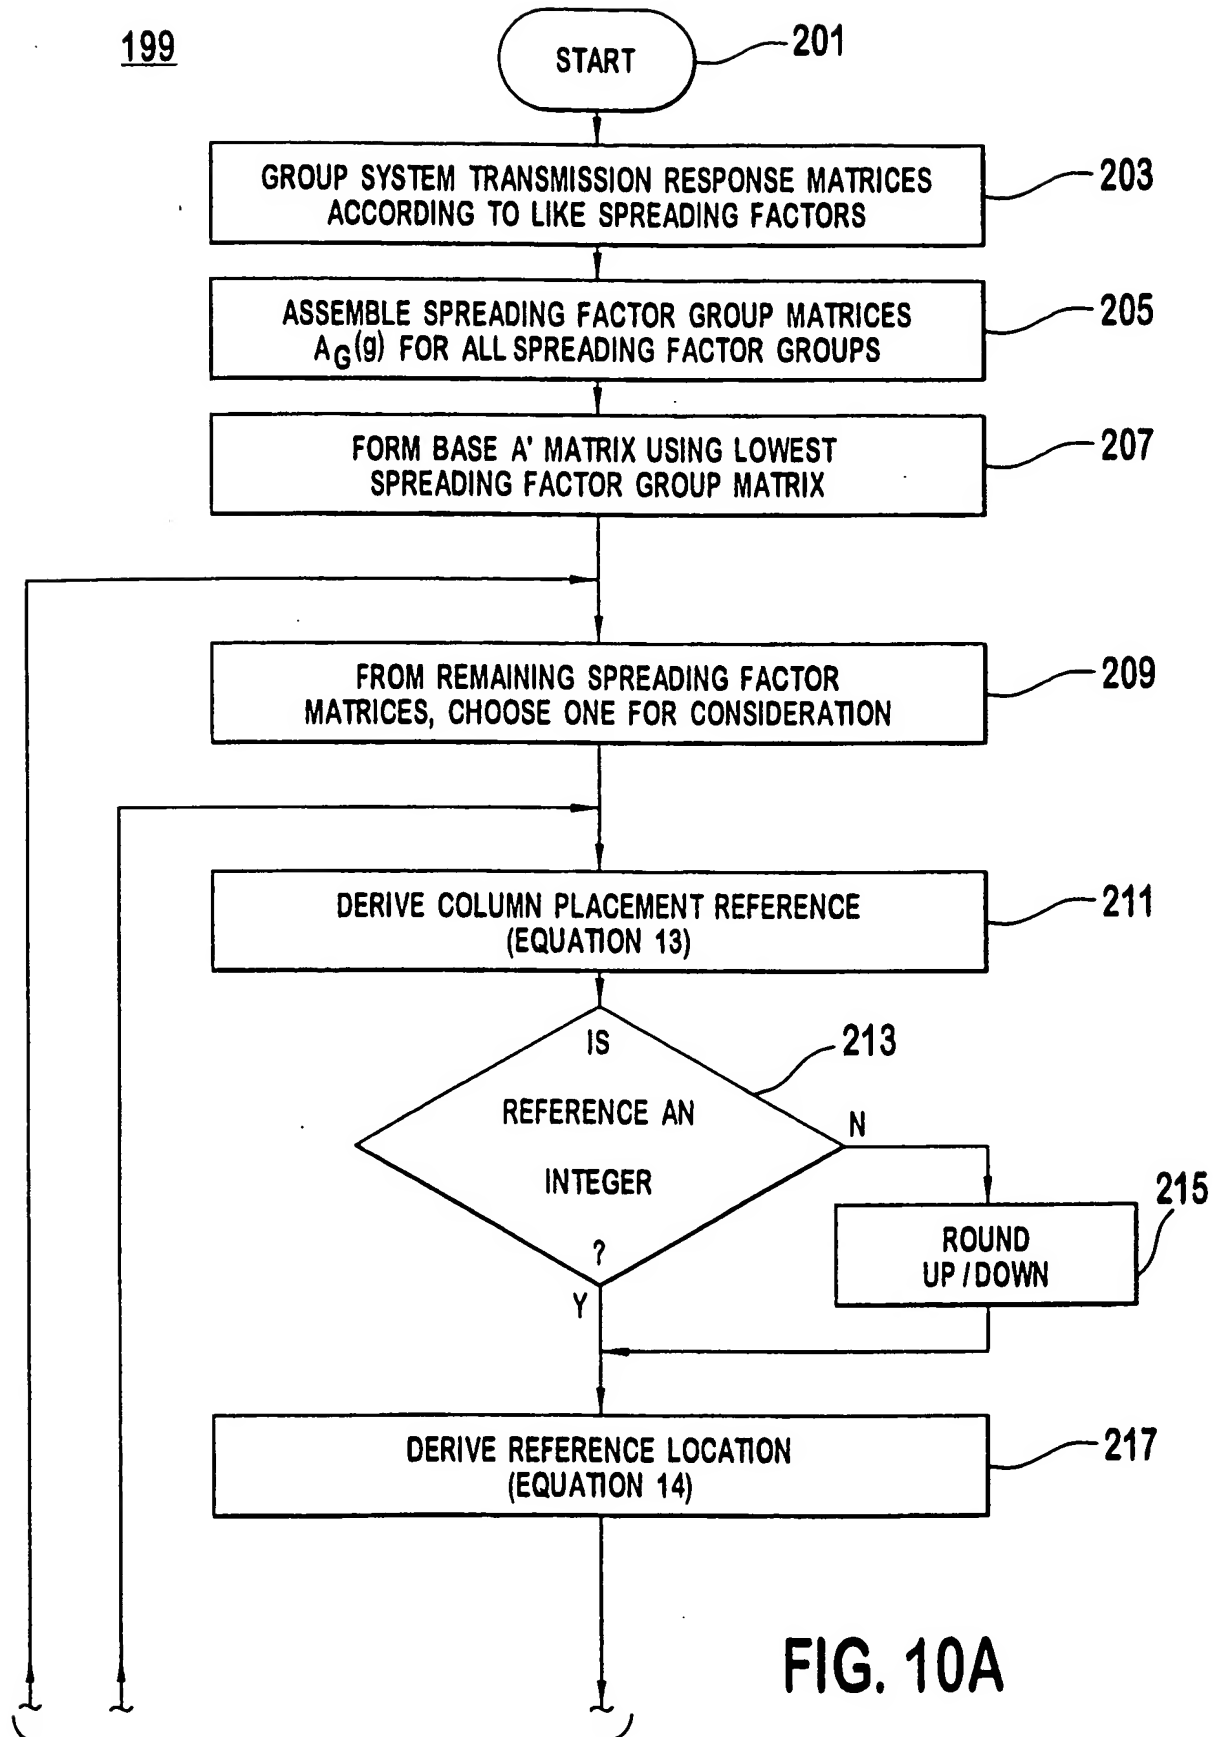 199
START
201
GROUP SYSTEM TRANSMISSION RESPONSE MATRICES
ACCORDING TO LIKE SPREADING FACTORS
203
ASSEMBLE SPREADING FACTOR GROUP MATRICES
AG(g) FOR ALL SPREADING FACTOR GROUPS
205
FORM BASE A' MATRIX USING LOWEST
SPREADING FACTOR GROUP MATRIX
207
FROM REMAINING SPREADING FACTOR
MATRICES, CHOOSE ONE FOR CONSIDERATION
209
DERIVE COLUMN PLACEMENT REFERENCE
(EQUATION 13)
211
IS
REFERENCE AN
INTEGER
?
213
N
Y
ROUND
UP/DOWN
215
DERIVE REFERENCE LOCATION
(EQUATION 14)
217
FIG. 10A